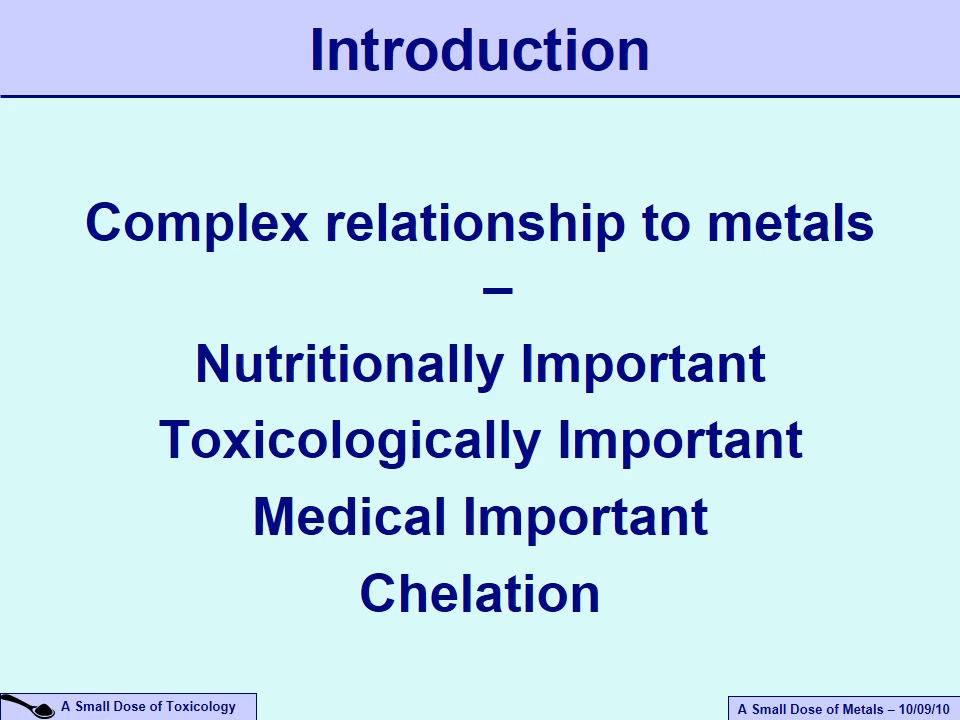 Introduction
Complex relationship to metals
–
Nutritionally Important
Toxicologically Important
Medical Important
Chelation
A Small Dose of Toxicology
A Small Dose of Metals – 10/09/10